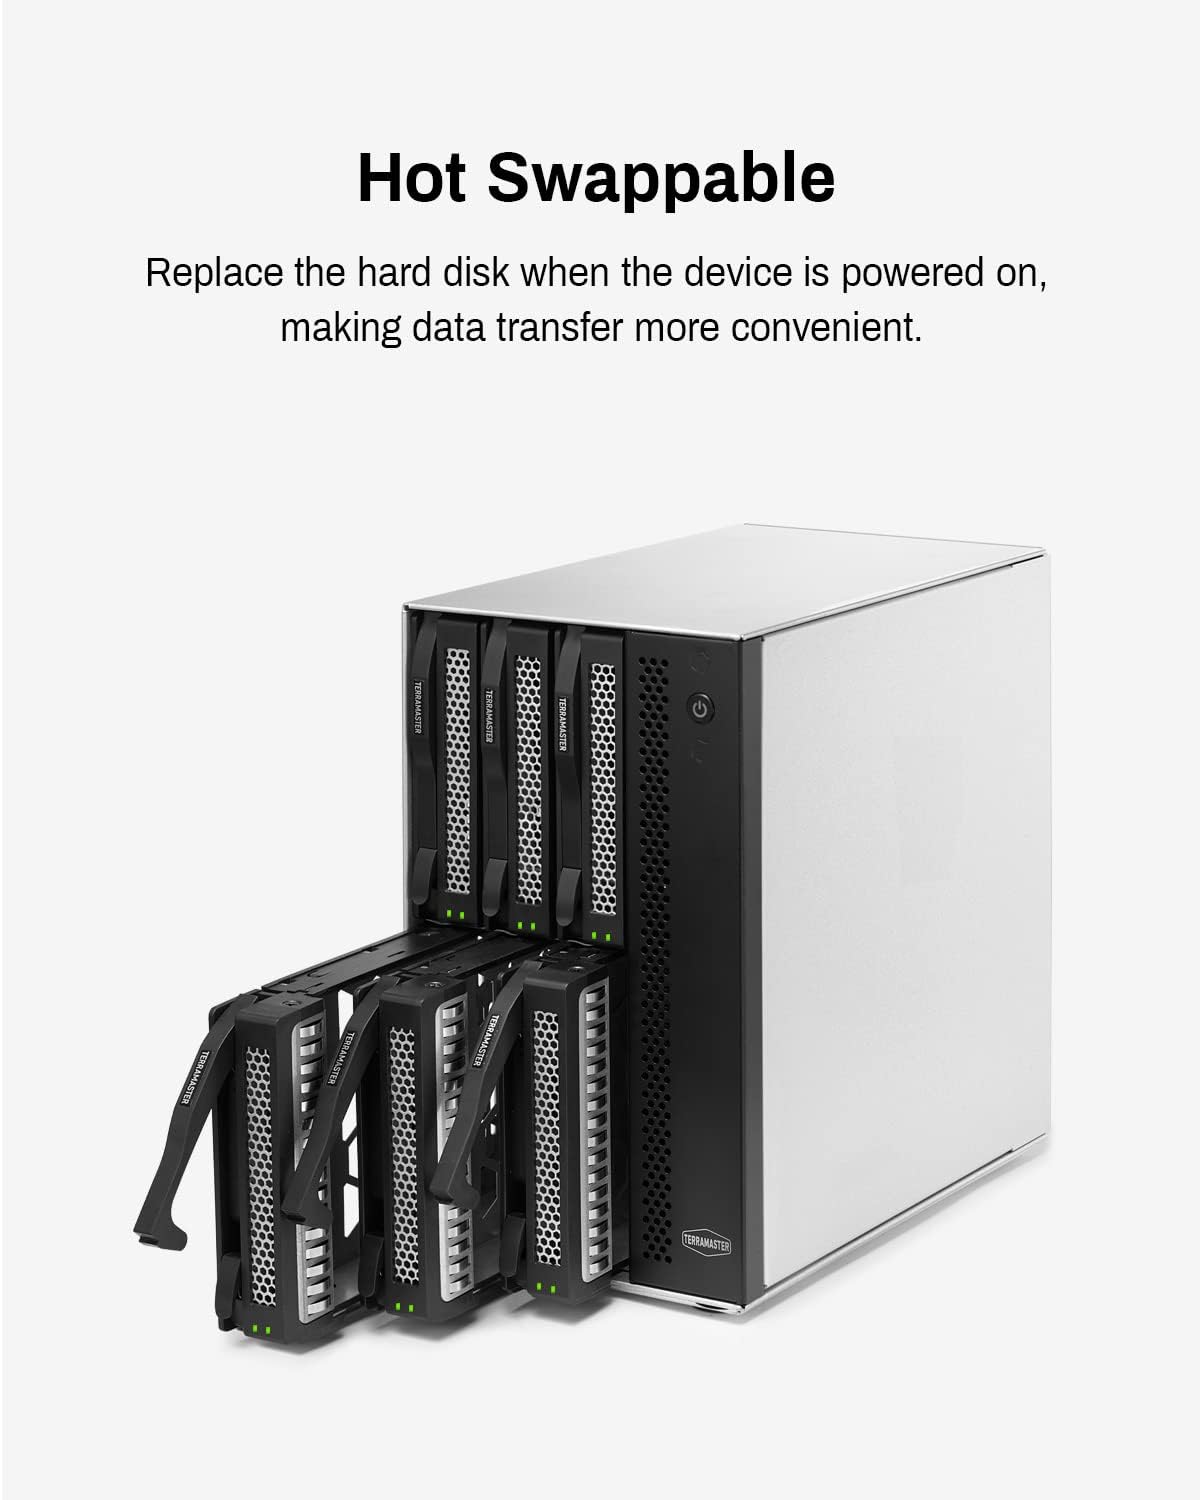 Hot Swappable
Replace the hard disk when the device is powered on,
making data transfer more convenient.
TERRAMASTER
TERRAMASTER
TERRAMASTER
TERRAMASTER
TERRAMASTER
TERRAMASTER
TERRAMASTER